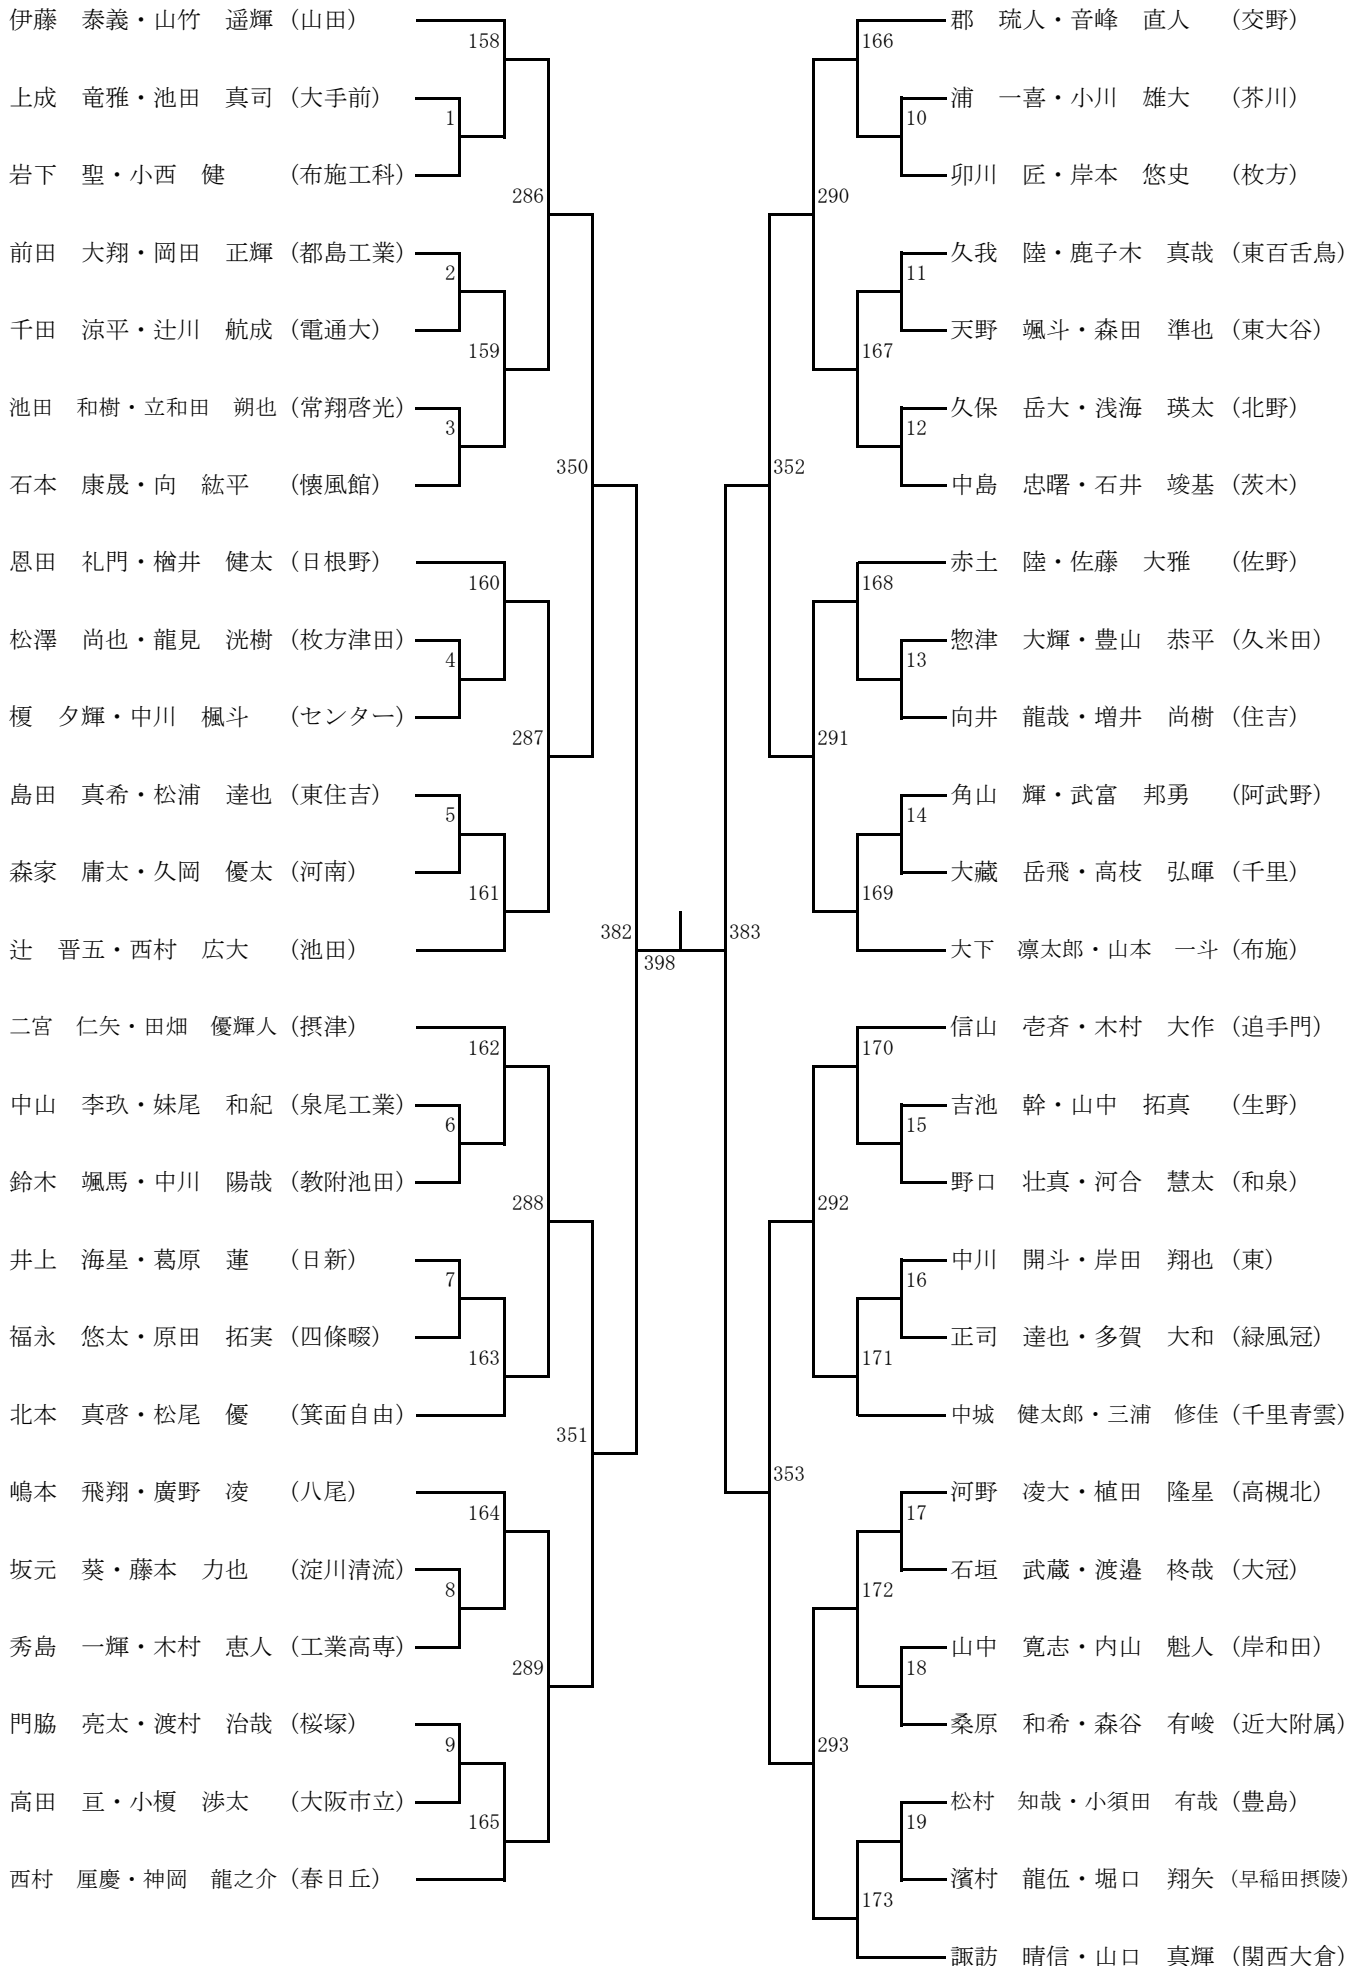 伊藤　泰義・山竹　遥輝 (山田)
158
上成　竜雅・池田　真司 (大手前)
1
岩下　聖・小西　健 (布施工科)
286
前田　大翔・岡田　正輝 (都島工業)
2
千田　涼平・辻川　航成 (電通大)
159
池田　和樹・立和田　朔也 (常翔啓光)
3
石本　康晟・向　紘平 (懐風館)
350
恩田　礼門・楢井　健太 (日根野)
160
松澤　尚也・龍見　洸樹 (枚方津田)
4
榎　夕輝・中川　楓斗 (センター)
287
島田　真希・松浦　達也 (東住吉)
5
森家　庸太・久岡　優太 (河南)
161
辻　晋五・西村　広大 (池田)
382
398
二宮　仁矢・田畑　優輝人 (摂津)
162
中山　李玖・妹尾　和紀 (泉尾工業)
6
鈴木　颯馬・中川　陽哉 (教附池田)
288
井上　海星・葛原　蓮 (日新)
7
福永　悠太・原田　拓実 (四條畷)
163
北本　真啓・松尾　優 (箕面自由)
351
嶋本　飛翔・廣野　凌 (八尾)
164
坂元　葵・藤本　力也 (淀川清流)
8
秀島　一輝・木村　恵人 (工業高専)
289
門脇　亮太・渡村　治哉 (桜塚)
9
高田　亘・小榎　渉太 (大阪市立)
165
西村　厘慶・神岡　龍之介 (春日丘)
郡　琉人・音峰　直人 (交野)
166
浦　一喜・小川　雄大 (芥川)
10
卯川　匠・岸本　悠史 (枚方)
290
久我　陸・鹿子木　真哉 (東百舌鳥)
11
天野　颯斗・森田　準也 (東大谷)
167
久保　岳大・浅海　瑛太 (北野)
12
中島　忠曙・石井　竣基 (茨木)
352
赤土　陸・佐藤　大雅 (佐野)
168
惣津　大輝・豊山　恭平 (久米田)
13
向井　龍哉・増井　尚樹 (住吉)
291
角山　輝・武富　邦勇 (阿武野)
14
大藏　岳飛・高枝　弘暉 (千里)
169
大下　凛太郎・山本　一斗 (布施)
383
信山　壱斉・木村　大作 (追手門)
170
吉池　幹・山中　拓真 (生野)
15
野口　壮真・河合　慧太 (和泉)
292
中川　開斗・岸田　翔也 (東)
16
正司　達也・多賀　大和 (緑風冠)
171
中城　健太郎・三浦　修佳 (千里青雲)
353
河野　凌大・植田　隆星 (高槻北)
17
石垣　武蔵・渡邉　柊哉 (大冠)
172
山中　寛志・内山　魁人 (岸和田)
18
桑原　和希・森谷　有峻 (近大附属)
293
松村　知哉・小須田　有哉 (豊島)
19
濱村　龍伍・堀口　翔矢 (早稲田摂陵)
173
諏訪　晴信・山口　真輝 (関西大倉)